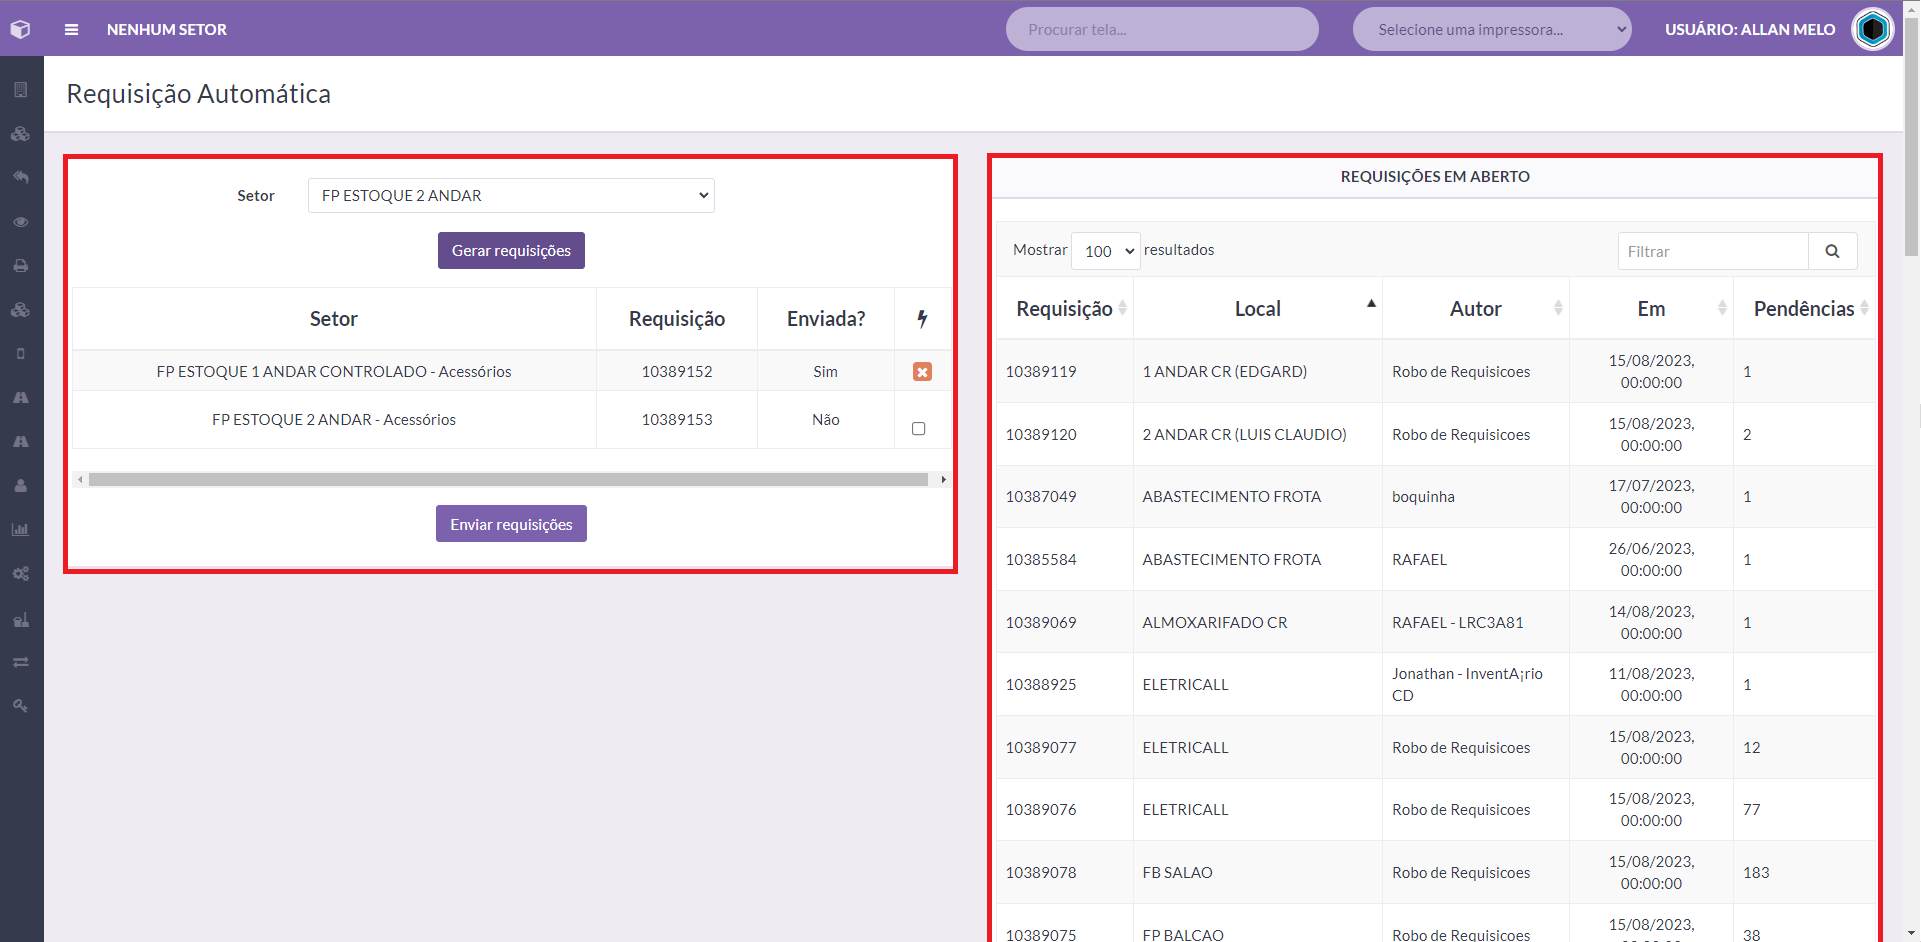 NENHUM SETOR
Procurar tela...
Selecione uma impressora...
USUÁRIO: ALLAN MELO
Requisição Automática
Setor
FP ESTOQUE 2 ANDAR
Gerar requisições
Setor Requisição Enviada?
FP ESTOQUE 1 ANDAR CONTROLADO - Acessórios 10389152 Sim
FP ESTOQUE 2 ANDAR - Acessórios 10389153 Não
Enviar requisições
REQUISIÇÕES EM ABERTO
Mostrar 100 resultados
Filtrar
Requisição Local Autor Em Pendências
10389119 1 ANDAR CR (EDGARD) Robo de Requisicoes 15/08/2023, 1
00:00:00
10389120 2 ANDAR CR (LUIS CLAUDIO) Robo de Requisicoes 15/08/2023, 2
00:00:00
10387049 ABASTECIMENTO FROTA boquinha 17/07/2023, 1
00:00:00
10385584 ABASTECIMENTO FROTA RAFAEL 26/06/2023, 1
00:00:00
10389069 ALMOXARIFADO CR RAFAEL - LRC3A81 14/08/2023, 1
00:00:00
10388925 ELETRICALL Jonathan - InventA¡rio 11/08/2023, 1
CD 00:00:00
10389077 ELETRICALL Robo de Requisicoes 15/08/2023, 12
00:00:00
10389076 ELETRICALL Robo de Requisicoes 15/08/2023, 77
00:00:00
10389078 FB SALAO Robo de Requisicoes 15/08/2023, 183
00:00:00
10389075 FP BALCAO Robo de Requisicoes 15/08/2023, 38